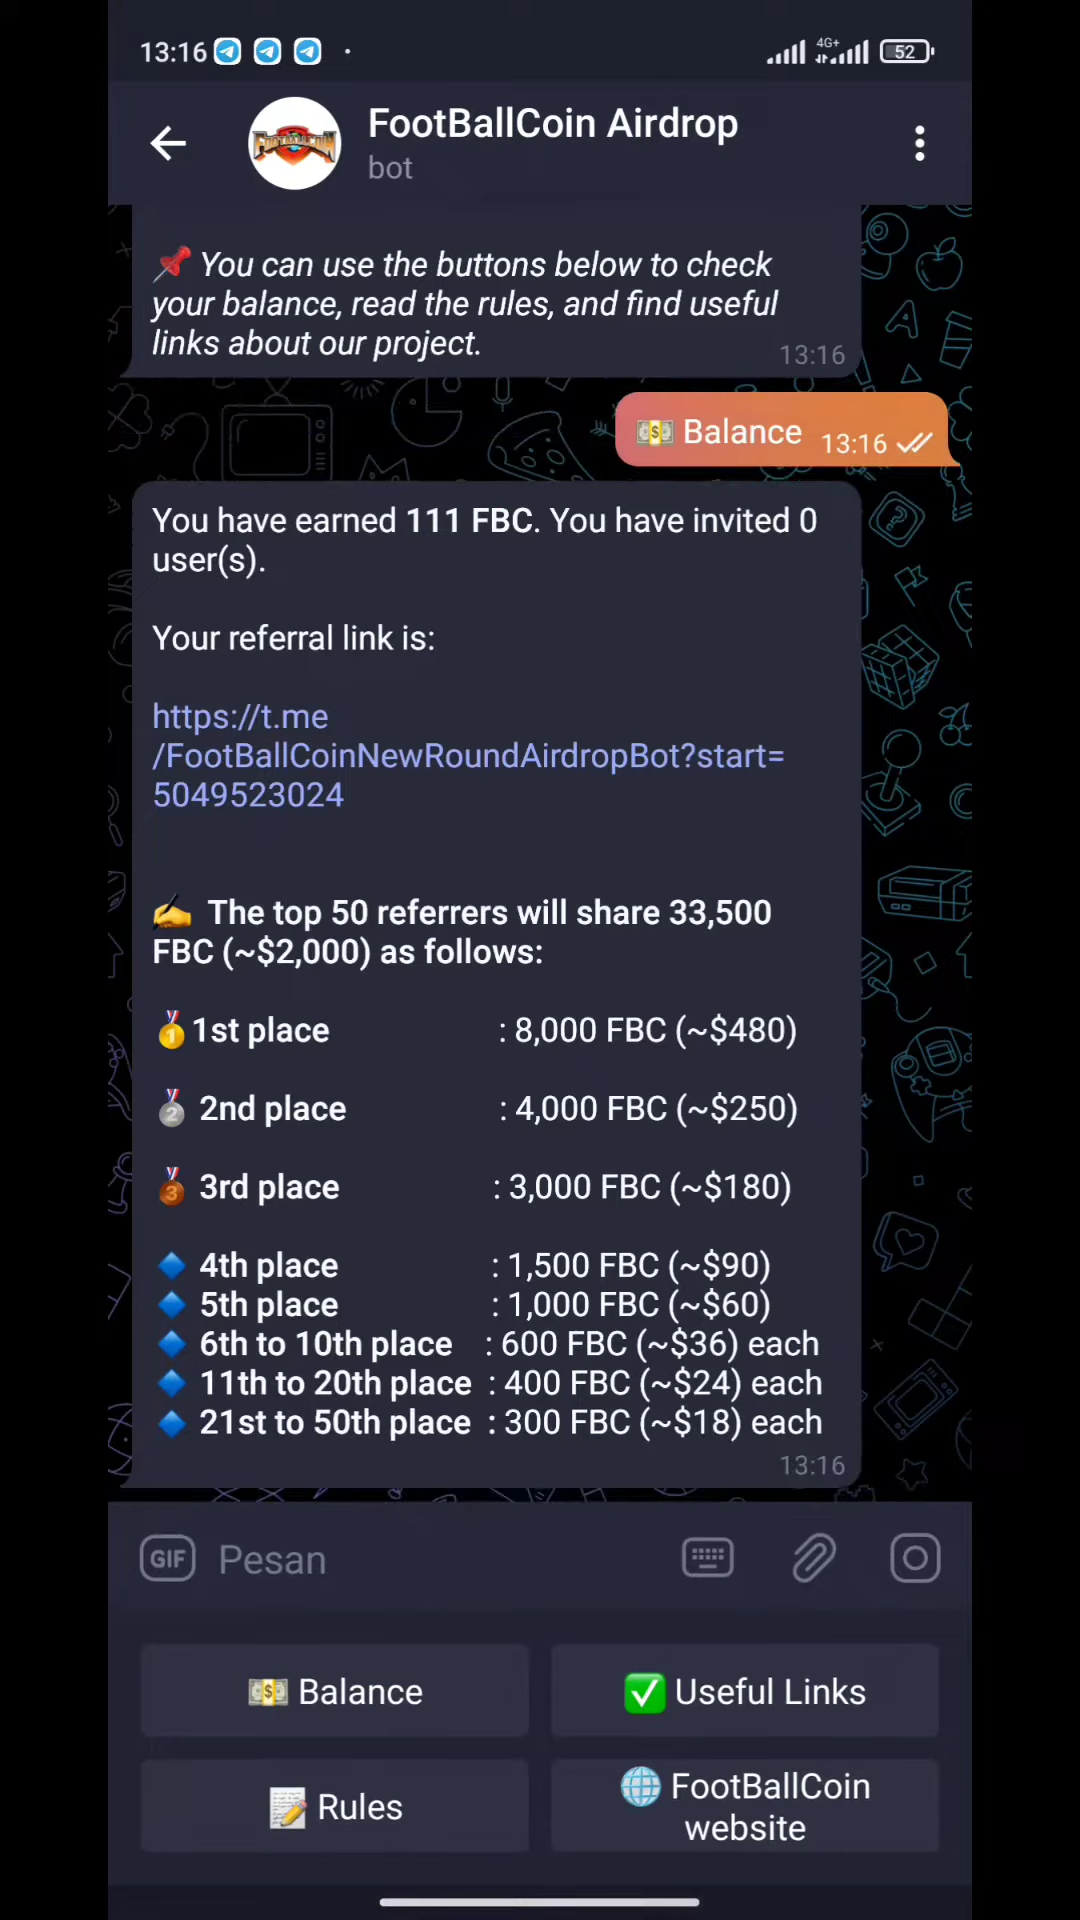 13:16
4G+
52
FootBallCoin Airdrop
bot
FOOTBALLCOIN
📌 You can use the buttons below to check
your balance, read the rules, and find useful
links about our project.
13:16
💵 Balance 13:16
You have earned 111 FBC. You have invited 0
user(s).
Your referral link is:
https://t.me
/FootBallCoinNewRoundAirdropBot?start=
5049523024
✍️ The top 50 referrers will share 33,500
FBC (~$2,000) as follows:
🥇1st place : 8,000 FBC (~$480)
🥈 2nd place : 4,000 FBC (~$250)
🥉 3rd place : 3,000 FBC (~$180)
🔷 4th place : 1,500 FBC (~$90)
🔷 5th place : 1,000 FBC (~$60)
🔷 6th to 10th place : 600 FBC (~$36) each
🔷 11th to 20th place : 400 FBC (~$24) each
🔷 21st to 50th place : 300 FBC (~$18) each
13:16
GIF Pesan
💵 Balance
✅ Useful Links
📝 Rules
🌐 FootBallCoin
website